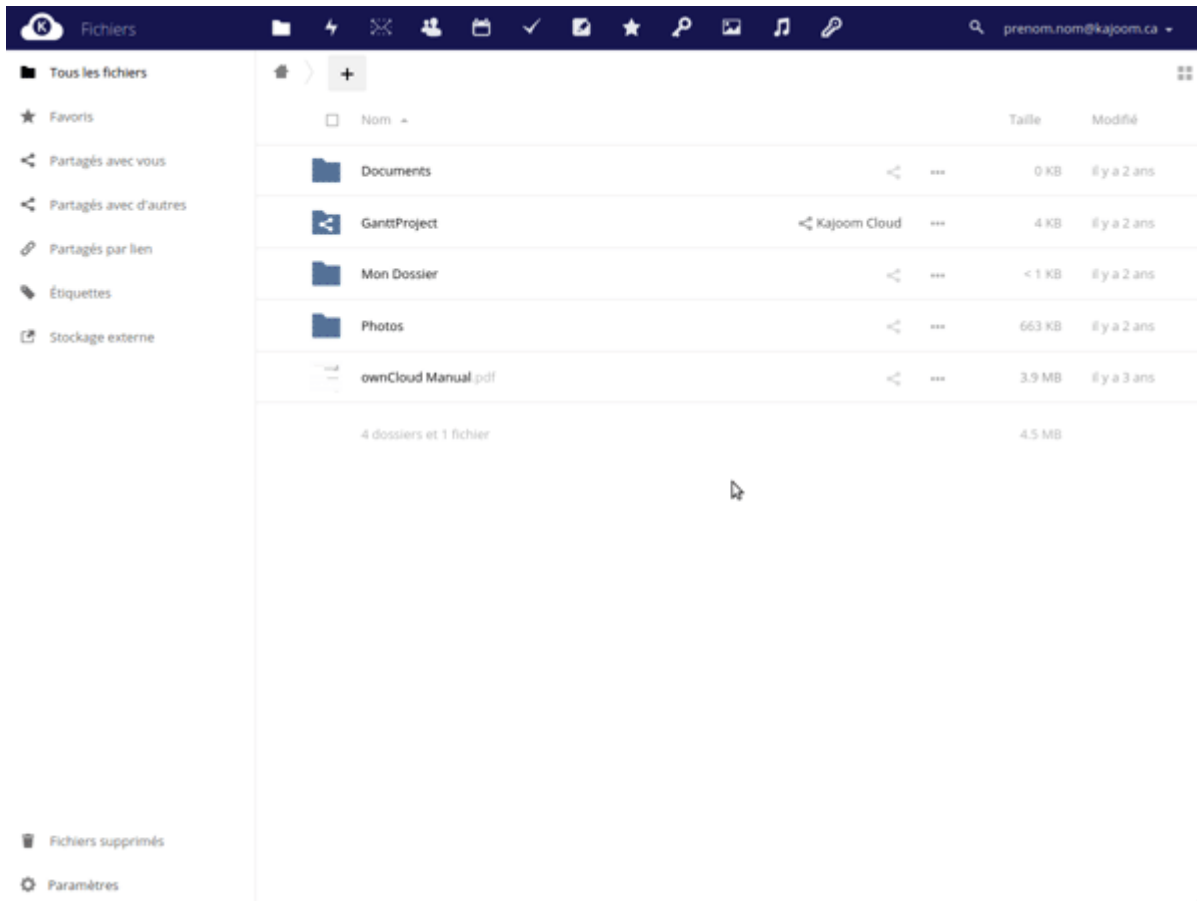 K Fichiers prenom.nom@kajoom.ca
Tous les fichiers
Favoris
Partagés avec vous
Partagés avec d'autres
Partagés par lien
Étiquettes
Stockage externe
Fichiers supprimés
Paramètres
+
Nom Taille Modifié
Documents 0 KB il y a 2 ans
GanttProject Kajoom Cloud 4 KB il y a 2 ans
Mon Dossier < 1 KB il y a 2 ans
Photos 663 KB il y a 2 ans
ownCloud Manual.pdf 3.9 MB il y a 3 ans
4 dossiers et 1 fichier 4.5 MB